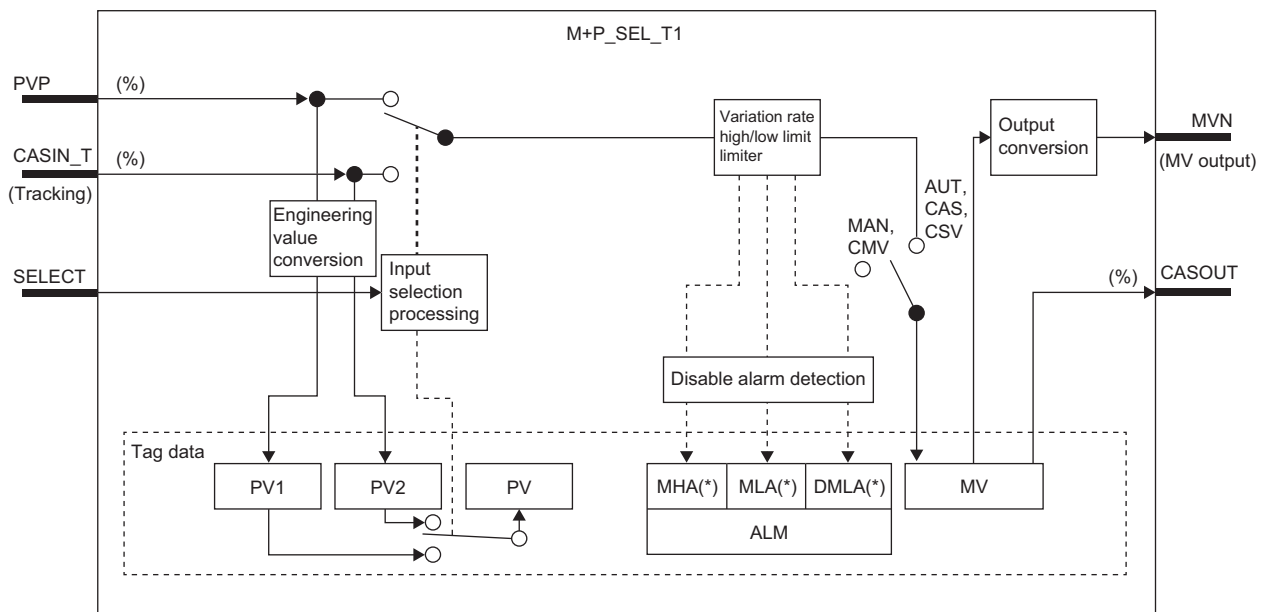 M+P_SEL_T1
PVP
(%)
CASIN_T
(%)
(Tracking)
SELECT
Engineering
value
conversion
Input
selection
processing
Variation rate
high/low limit
limiter
Output
conversion
MVN
(MV output)
AUT,
CAS,
CSV
MAN,
CMV
(%)
CASOUT
Disable alarm detection
Tag data
PV1
PV2
PV
MHA(*)
MLA(*)
DMLA(*)
ALM
MV